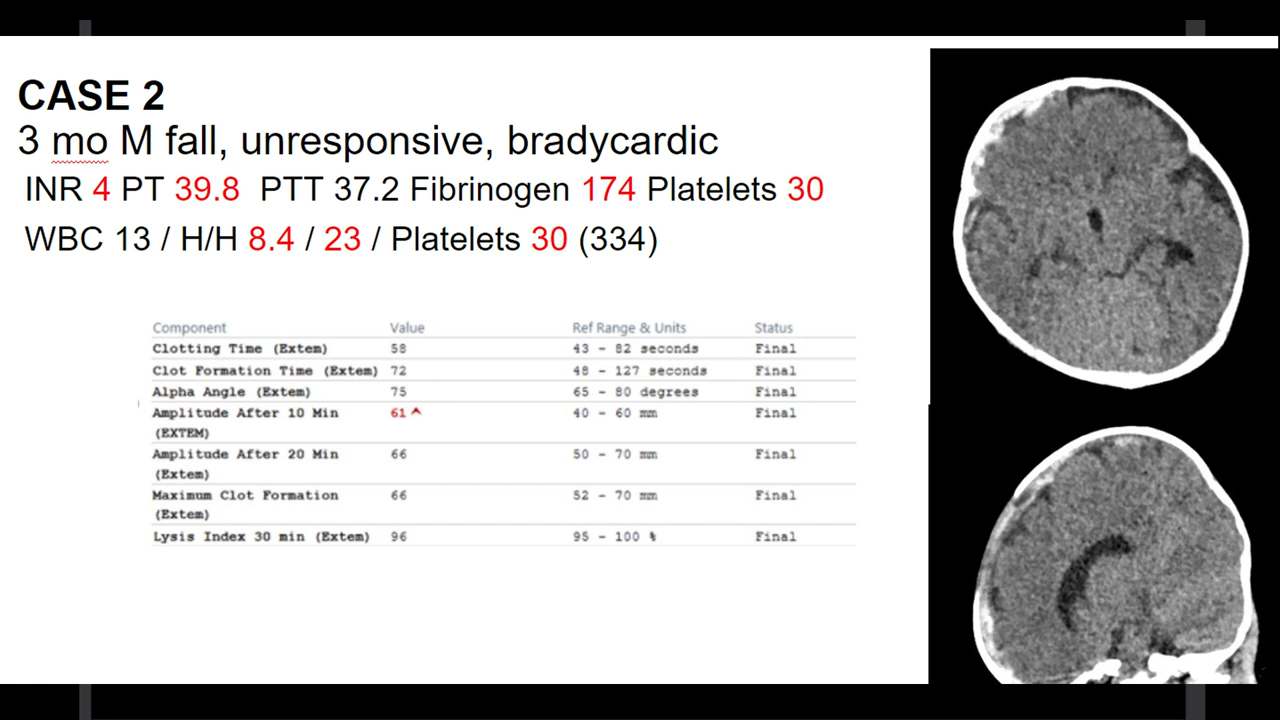 CASE 2
3 mo M fall, unresponsive, bradycardic
INR 4 PT 39.8 PTT 37.2 Fibrinogen 174 Platelets 30
WBC 13 / H/H 8.4 / 23 / Platelets 30 (334)
Component Value Ref Range & Units Status
Clotting Time (Extem) 58 43 - 82 seconds Final
Clot Formation Time (Extem) 72 48 - 127 seconds Final
Alpha Angle (Extem) 75 65 - 80 degrees Final
Amplitude After 10 Min 61 ^ 40 - 60 mm Final
(EXTEM)
Amplitude After 20 Min 66 50 - 70 mm Final
(Extem)
Maximum Clot Formation 66 52 - 70 mm Final
(Extem)
Lysis Index 30 min (Extem) 96 95 - 100 % Final